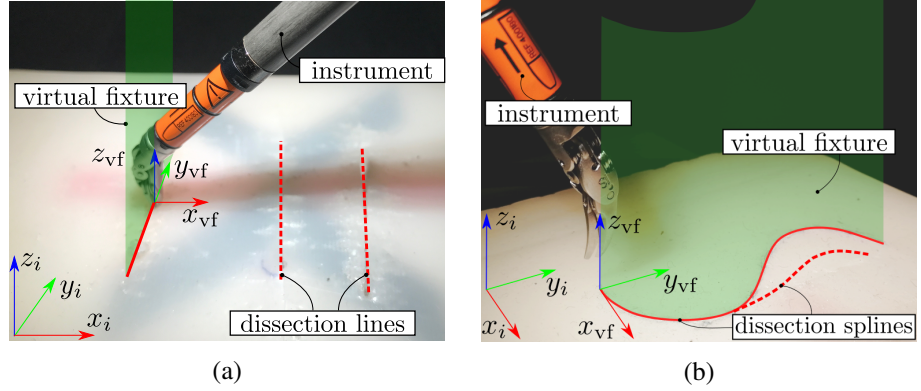 instrument
virtual fixture
z_vf
y_vf
x_vf
z_i
y_i
x_i
dissection lines
(a)
instrument
virtual fixture
z_i
z_vf
y_i
y_vf
x_i
x_vf
dissection splines
(b)